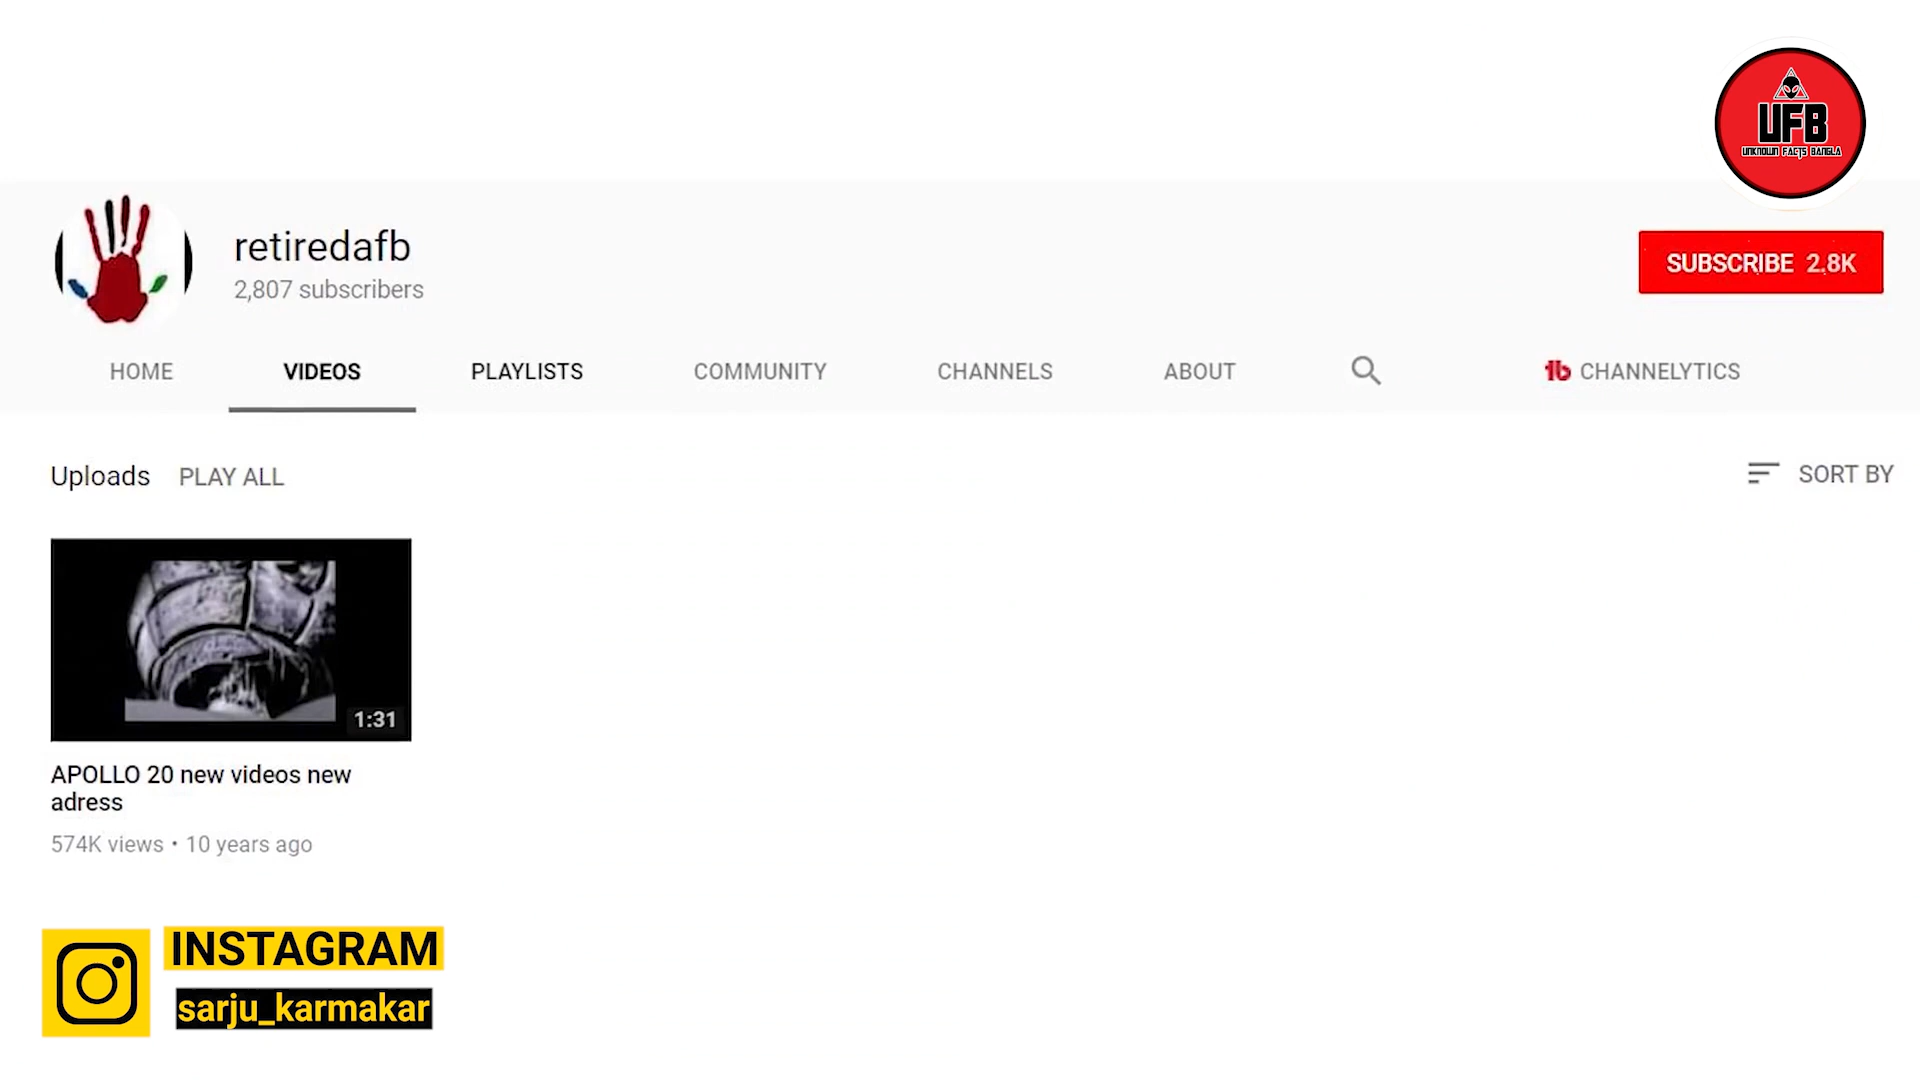 UFB
UNKNOWN FACTS BANGLA
retiredafb
2,807 subscribers
SUBSCRIBE 2.8K
HOME VIDEOS PLAYLISTS COMMUNITY CHANNELS ABOUT CHANNELYTICS
Uploads PLAY ALL SORT BY
1:31
APOLLO 20 new videos new
adress
574K views • 10 years ago
INSTAGRAM
sarju_karmakar